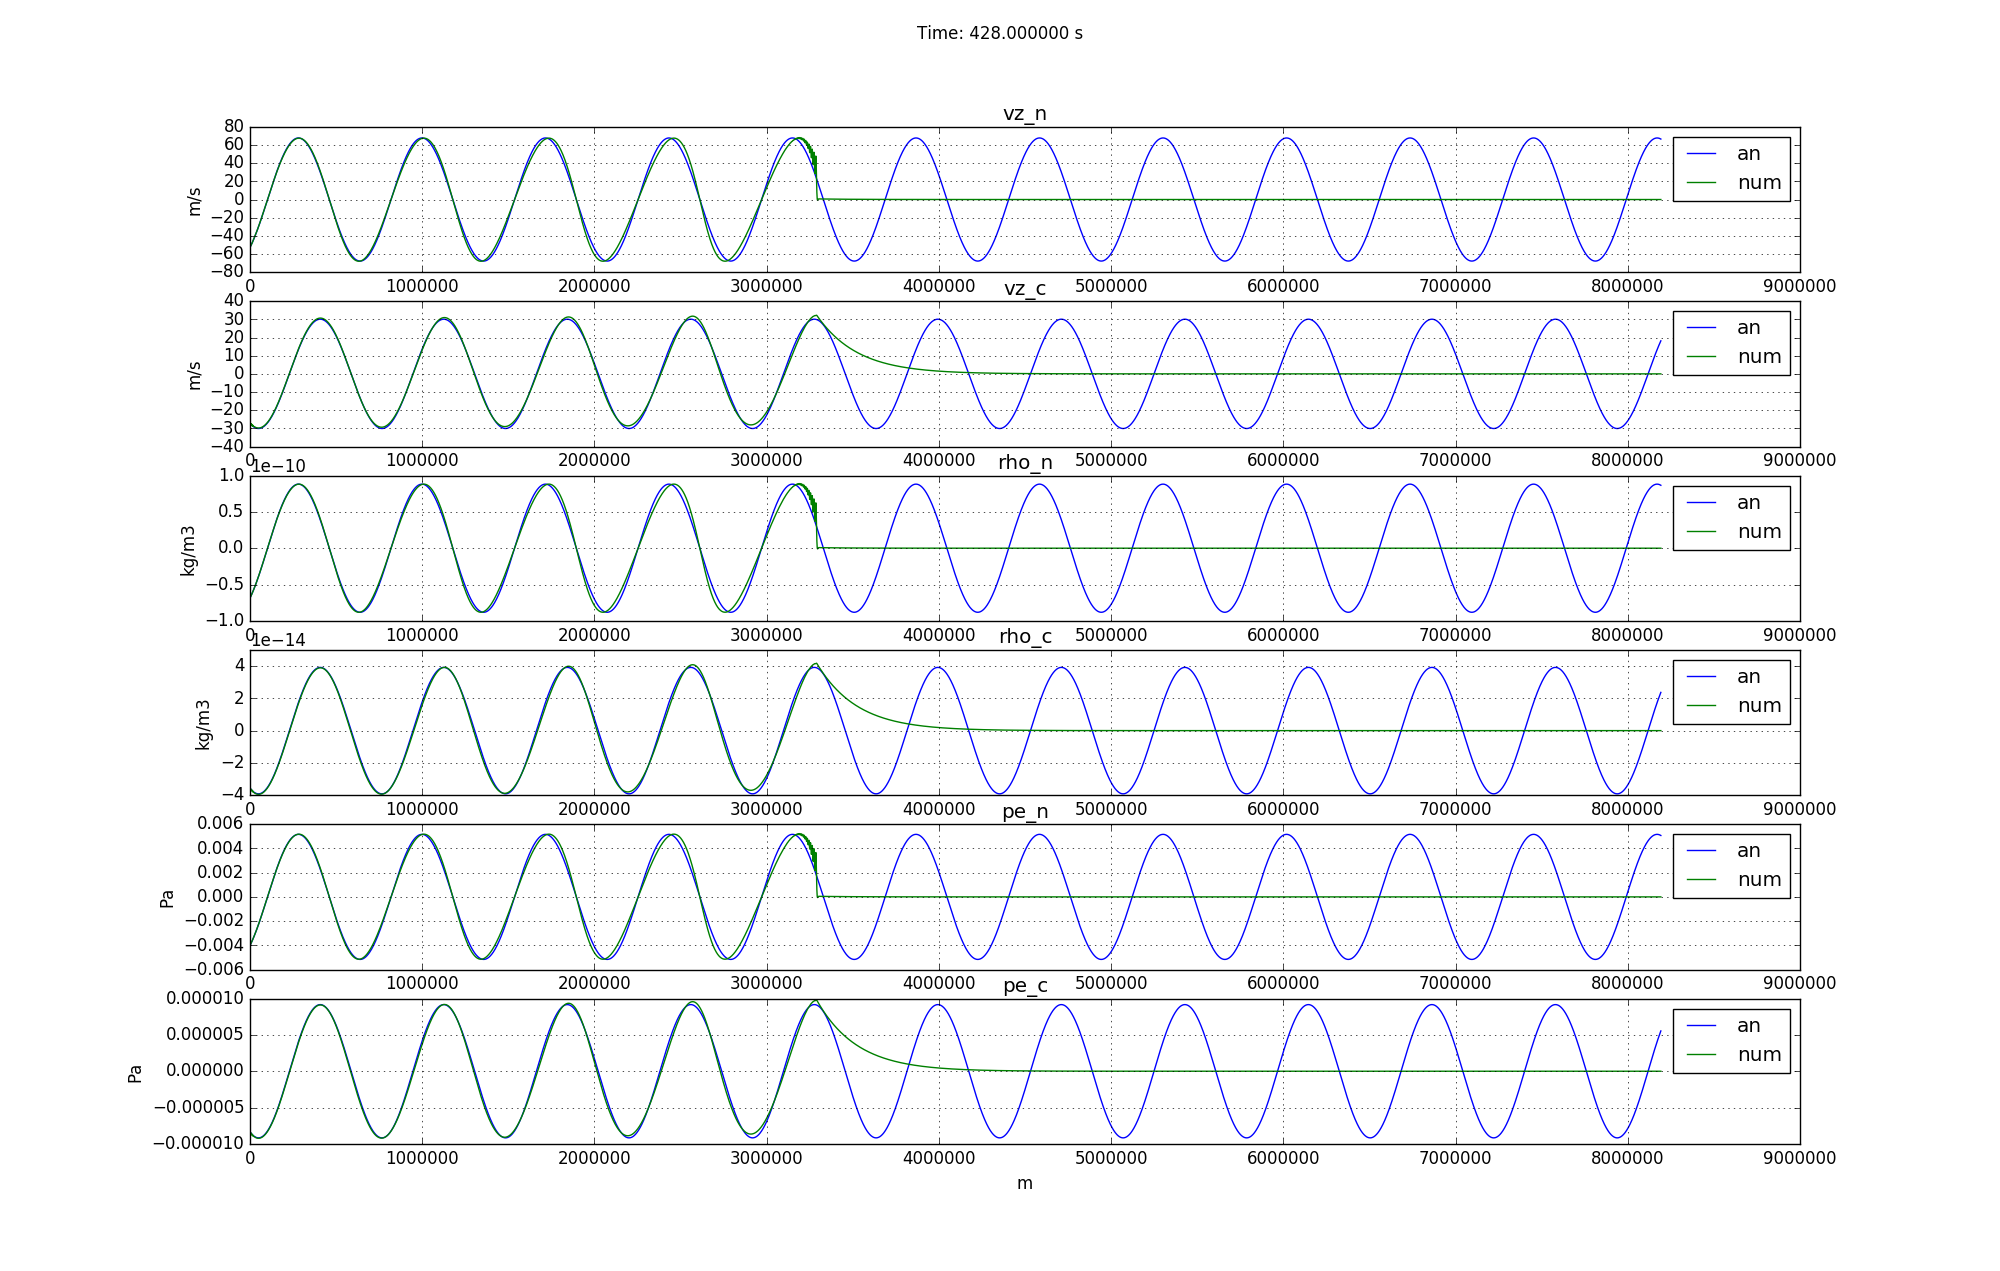 Time: 428.000000 s
vz_n
80
60
40
20
0
−20
−40
−60
−80
m/s
an
num
0 1000000 2000000 3000000 4000000 5000000 6000000 7000000 8000000 9000000
vz_c
40
30
20
10
0
−10
−20
−30
−40
m/s
an
num
0 1000000 2000000 3000000 4000000 5000000 6000000 7000000 8000000 9000000
1e−10
rho_n
1.0
0.5
0.0
−0.5
−1.0
kg/m3
an
num
0 1000000 2000000 3000000 4000000 5000000 6000000 7000000 8000000 9000000
1e−14
rho_c
4
2
0
−2
−4
kg/m3
an
num
0 1000000 2000000 3000000 4000000 5000000 6000000 7000000 8000000 9000000
pe_n
0.006
0.004
0.002
0.000
−0.002
−0.004
−0.006
Pa
an
num
0 1000000 2000000 3000000 4000000 5000000 6000000 7000000 8000000 9000000
pe_c
0.000010
0.000005
0.000000
−0.000005
−0.000010
Pa
an
num
0 1000000 2000000 3000000 4000000 5000000 6000000 7000000 8000000 9000000
m